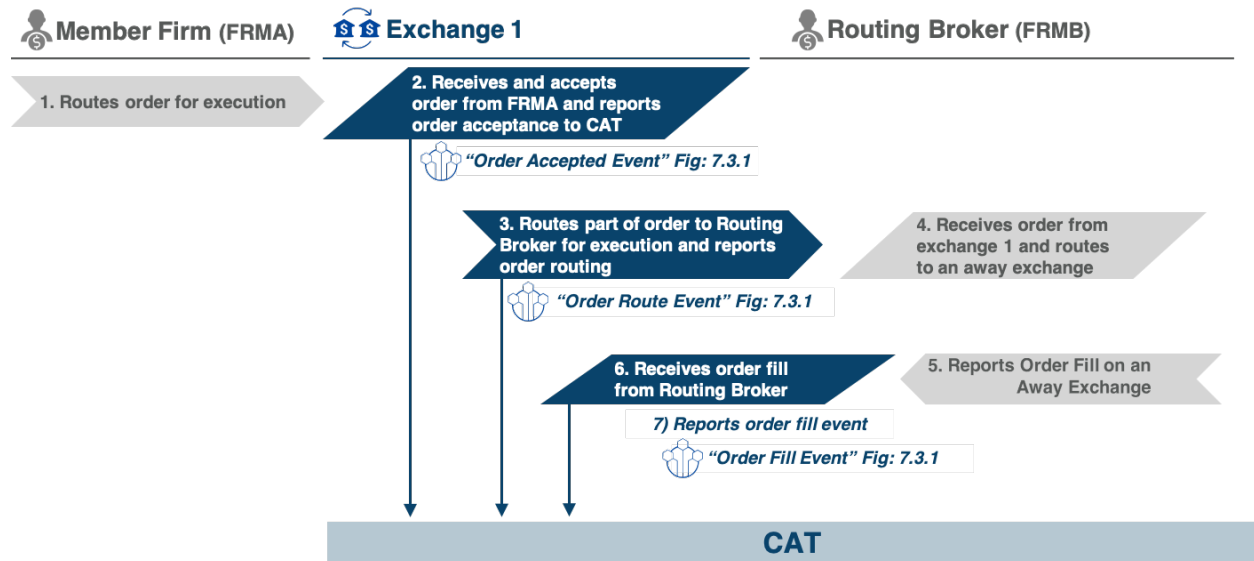 Member Firm (FRMA)
Exchange 1
Routing Broker (FRMB)
1. Routes order for execution
2. Receives and accepts
order from FRMA and reports
order acceptance to CAT
“Order Accepted Event” Fig: 7.3.1
3. Routes part of order to Routing
Broker for execution and reports
order routing
4. Receives order from
exchange 1 and routes
to an away exchange
“Order Route Event” Fig: 7.3.1
6. Receives order fill
from Routing Broker
5. Reports Order Fill on an
Away Exchange
7) Reports order fill event
“Order Fill Event” Fig: 7.3.1
CAT